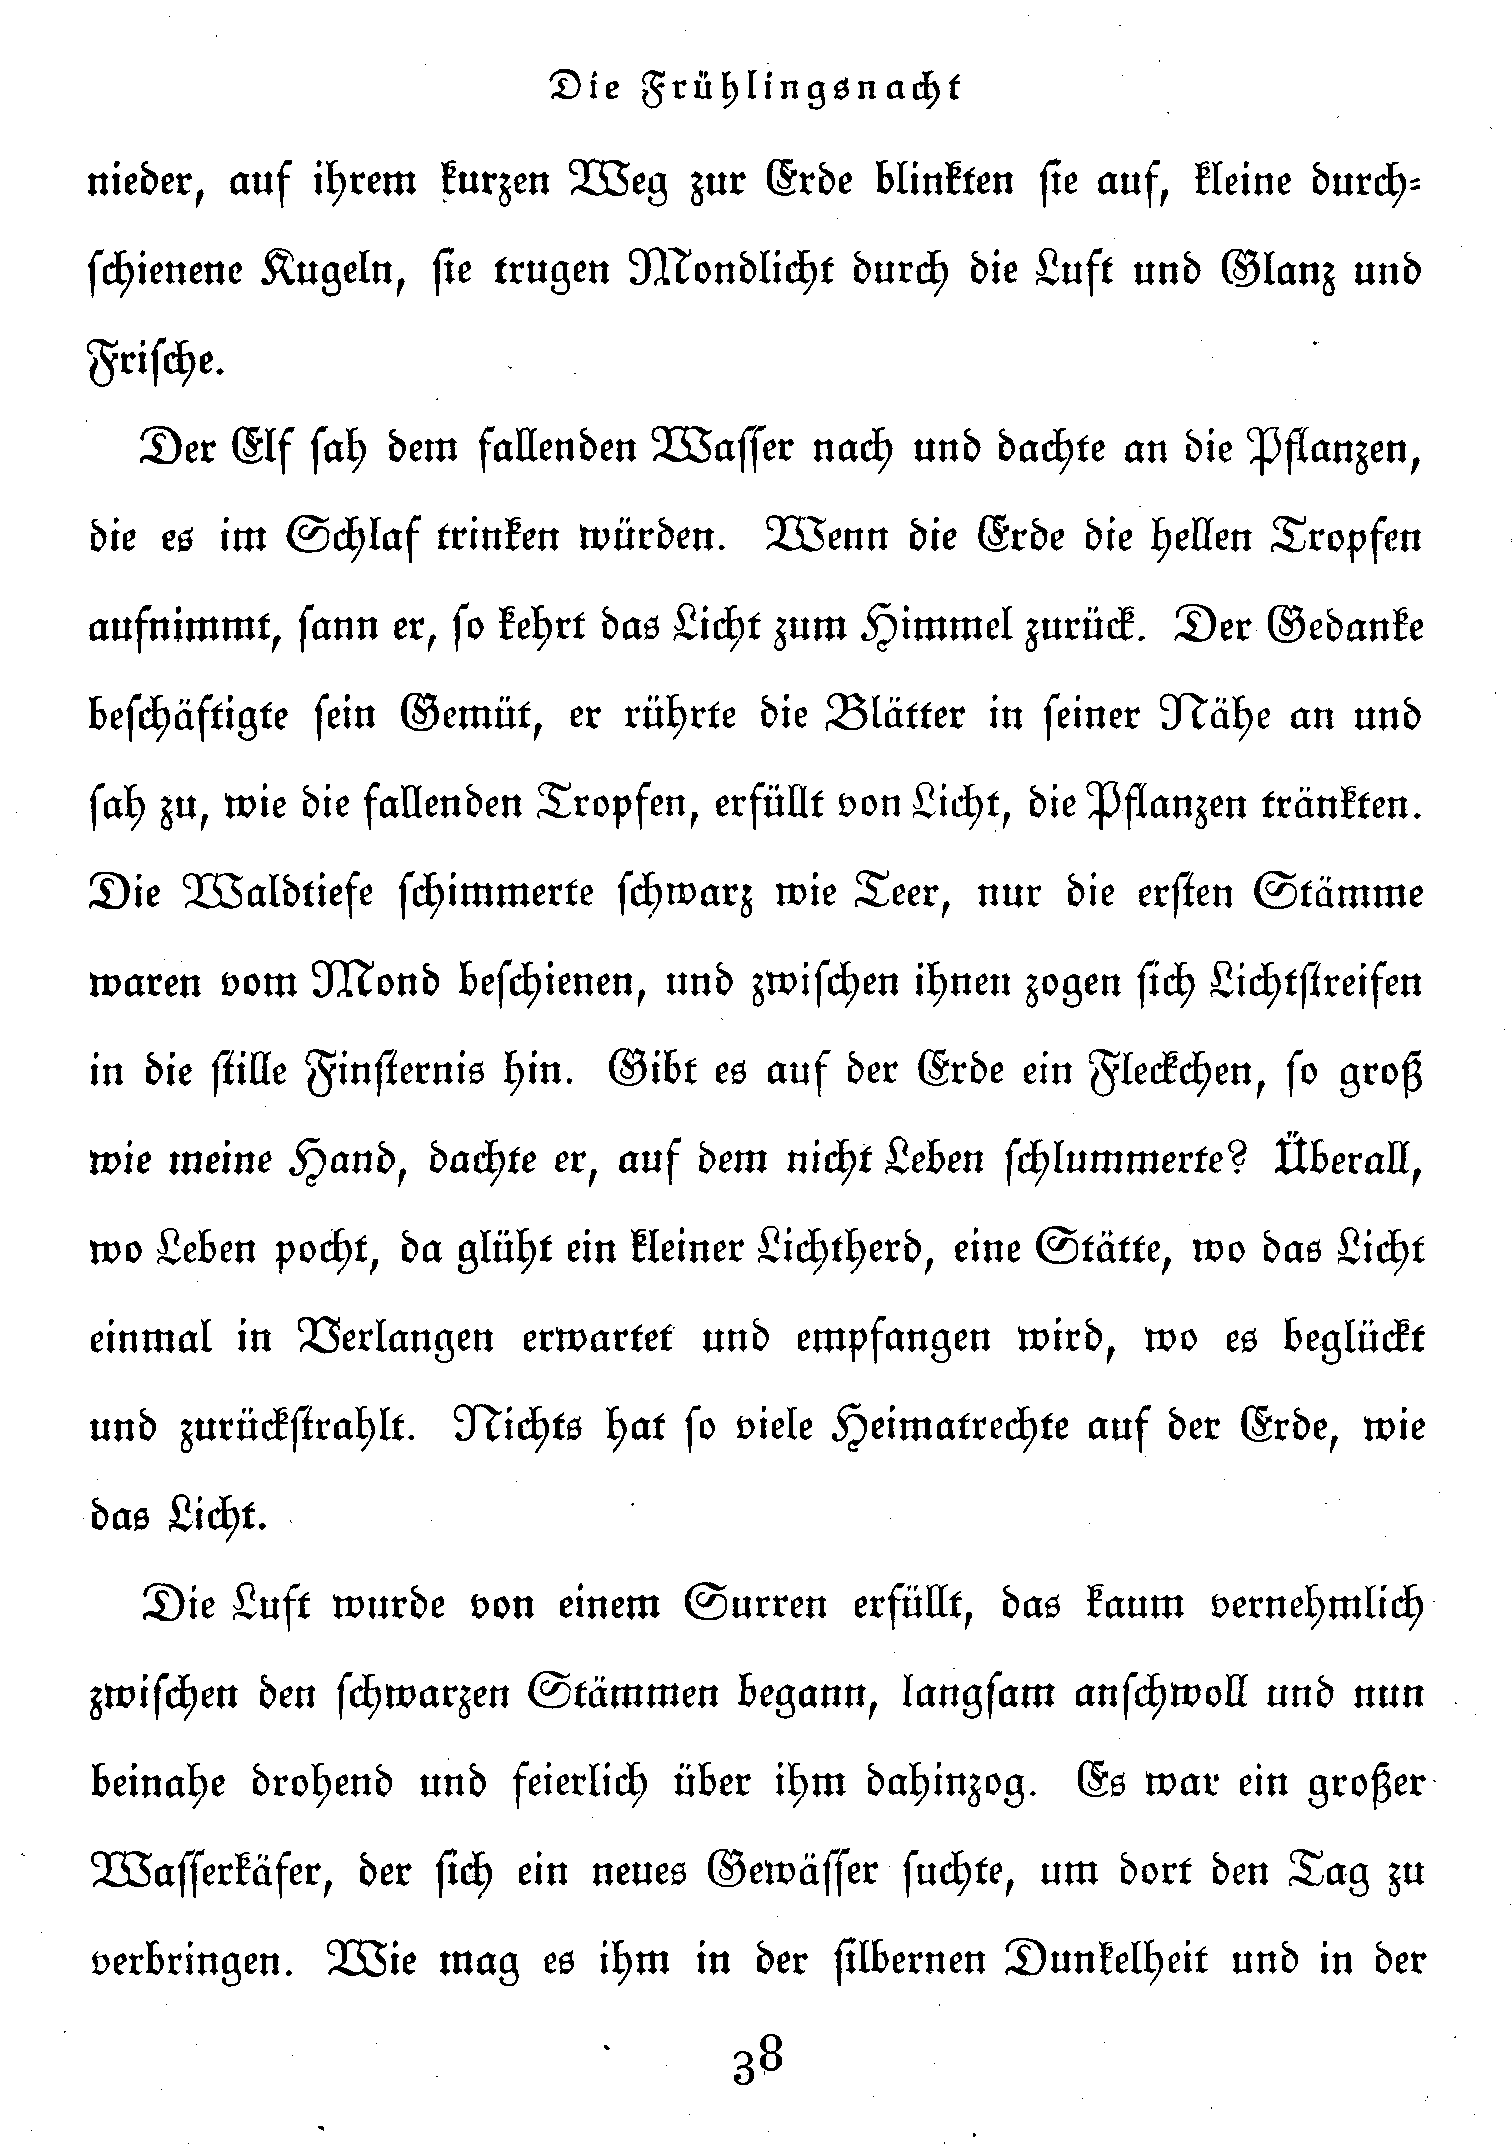 Die Frühlingsnacht
nieder, auf ihrem kurzen Weg zur Erde blinkten ſie auf, kleine durch⸗
ſchienene Kugeln, ſie trugen Mondlicht durch die Luft und Glanz und
Friſche.
Der Elf ſah dem fallenden Waſſer nach und dachte an die Pflanzen,
die es im Schlaf trinken würden. Wenn die Erde die hellen Tropfen
aufnimmt, ſann er, ſo kehrt das Licht zum Himmel zurück. Der Gedanke
beſchäftigte ſein Gemüt, er rührte die Blätter in ſeiner Nähe an und
ſah zu, wie die fallenden Tropfen, erfüllt von Licht, die Pflanzen tränkten.
Die Waldtiefe ſchimmerte ſchwarz wie Teer, nur die erſten Stämme
waren vom Mond beſchienen, und zwiſchen ihnen zogen ſich Lichtſtreifen
in die ſtille Finſternis hin. Gibt es auf der Erde ein Fleckchen, ſo groß
wie meine Hand, dachte er, auf dem nicht Leben ſchlummerte? Überall,
wo Leben pocht, da glüht ein kleiner Lichtherd, eine Stätte, wo das Licht
einmal in Verlangen erwartet und empfangen wird, wo es beglückt
und zurückſtrahlt. Nichts hat ſo viele Heimatrechte auf der Erde, wie
das Licht.
Die Luft wurde von einem Surren erfüllt, das kaum vernehmlich
zwiſchen den ſchwarzen Stämmen begann, langſam anſchwoll und nun
beinahe drohend und feierlich über ihm dahinzog. Es war ein großer
Waſſerkäfer, der ſich ein neues Gewäſſer ſuchte, um dort den Tag zu
verbringen. Wie mag es ihm in der ſilbernen Dunkelheit und in der
38